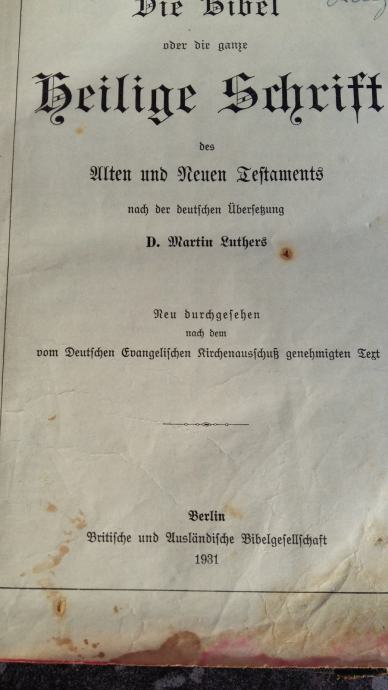 Die Bibel
oder die ganze
Heilige Schrift
des
Alten und Neuen Testaments
nach der deutschen Übersetzung
D. Martin Luthers
Neu durchgesehen
nach dem
vom Deutschen Evangelischen Kirchenausschuß genehmigten Text
Berlin
Britische und Ausländische Bibelgesellschaft
1931